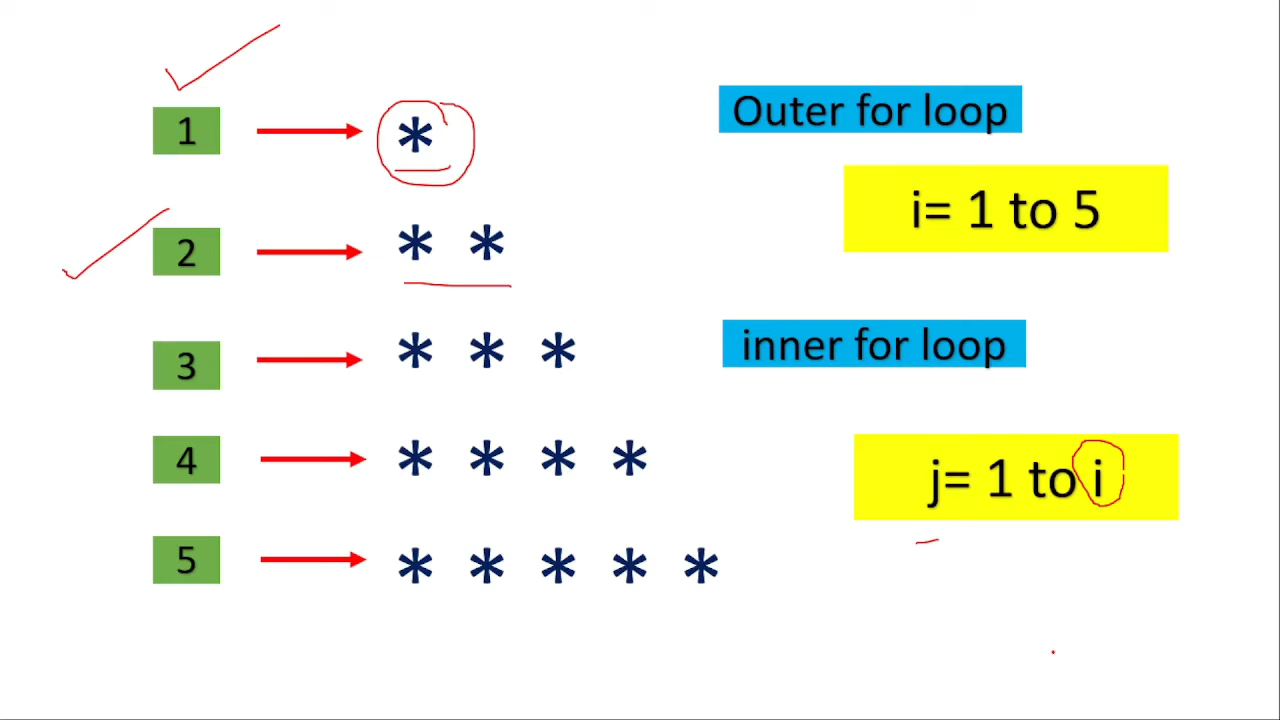 1 *
Outer for loop
i= 1 to 5
2 * *
3 * * *
inner for loop
4 * * * *
j= 1 to i
5 * * * * *